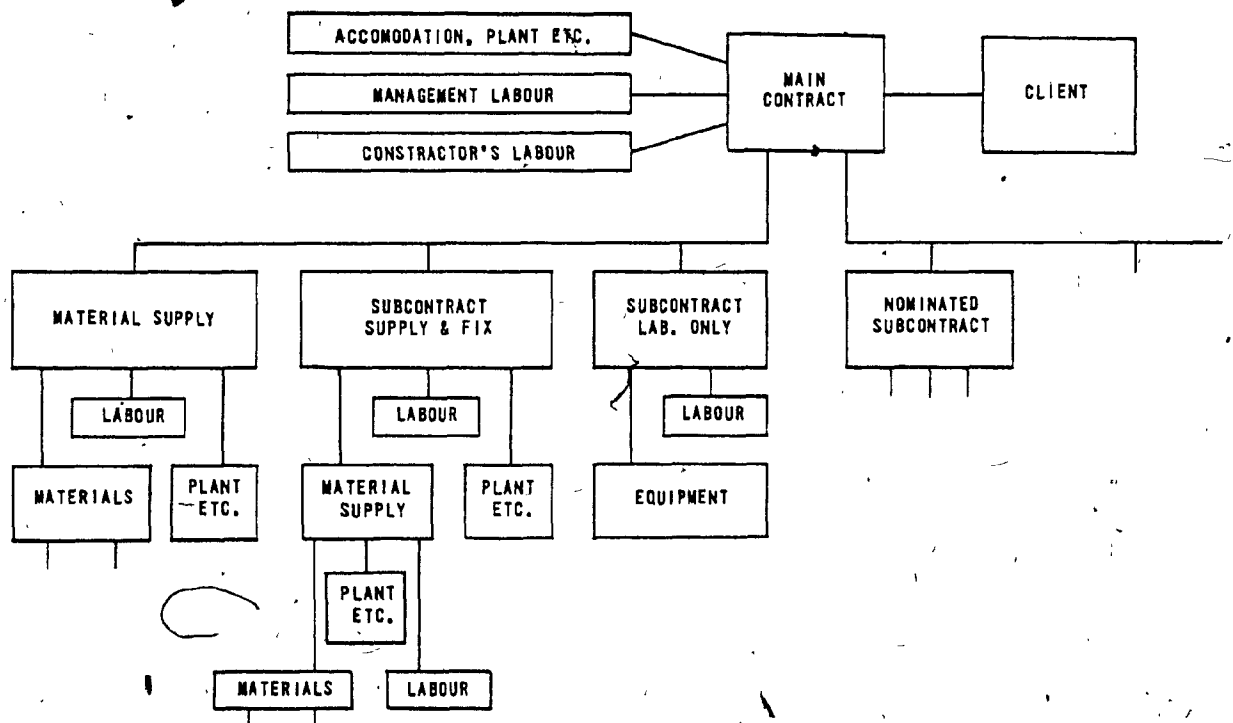 ACCOMODATION, PLANT ETC.
MANAGEMENT LABOUR
CONSTRACTOR'S LABOUR
MAIN
CONTRACT
CLIENT
MATERIAL SUPPLY
SUBCONTRACT
SUPPLY & FIX
SUBCONTRACT
LAB. ONLY
NOMINATED
SUBCONTRACT
LABOUR
LABOUR
LABOUR
MATERIALS
PLANT
ETC.
MATERIAL
SUPPLY
PLANT
ETC.
EQUIPMENT
PLANT
ETC.
MATERIALS
LABOUR